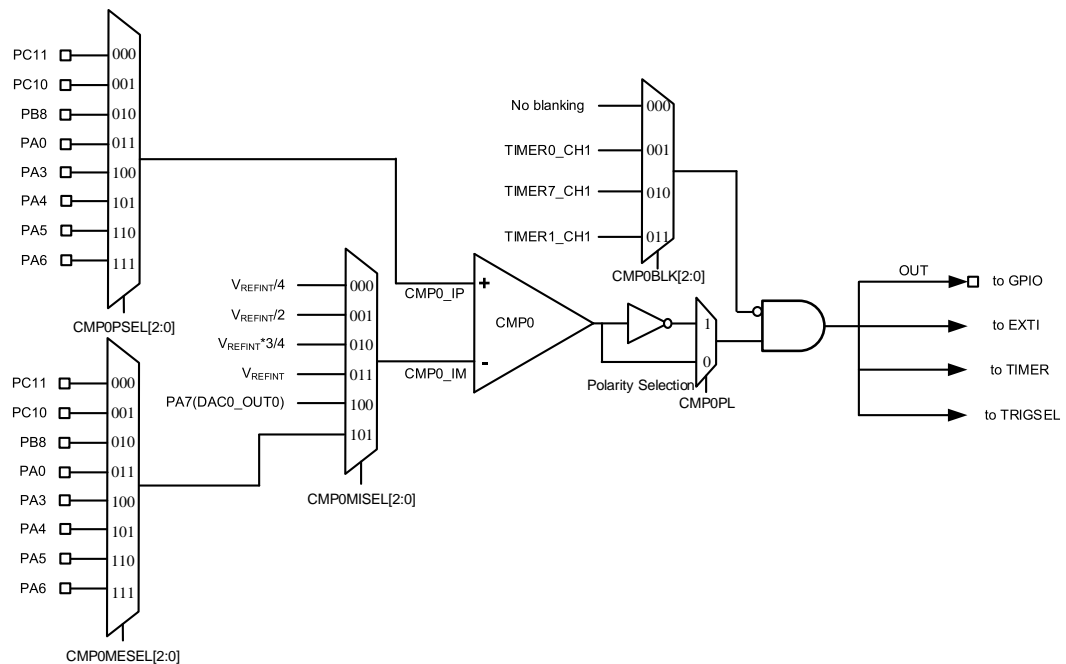 PC11 000
PC10 001
PB8 010
PA0 011
PA3 100
PA4 101
PA5 110
PA6 111
CMP0PSEL[2:0]
PC11 000
PC10 001
PB8 010
PA0 011
PA3 100
PA4 101
PA5 110
PA6 111
CMP0MESEL[2:0]
VREFINT/4 000
VREFINT/2 001
VREFINT*3/4 010
VREFINT 011
PA7(DAC0_OUT0) 100
101
CMP0MISEL[2:0]
CMP0_IP
CMP0_IM
+
CMP0
-
No blanking 000
TIMER0_CH1 001
TIMER7_CH1 010
TIMER1_CH1 011
CMP0BLK[2:0]
1
0
Polarity Selection
CMP0PL
OUT
to GPIO
to EXTI
to TIMER
to TRIGSEL